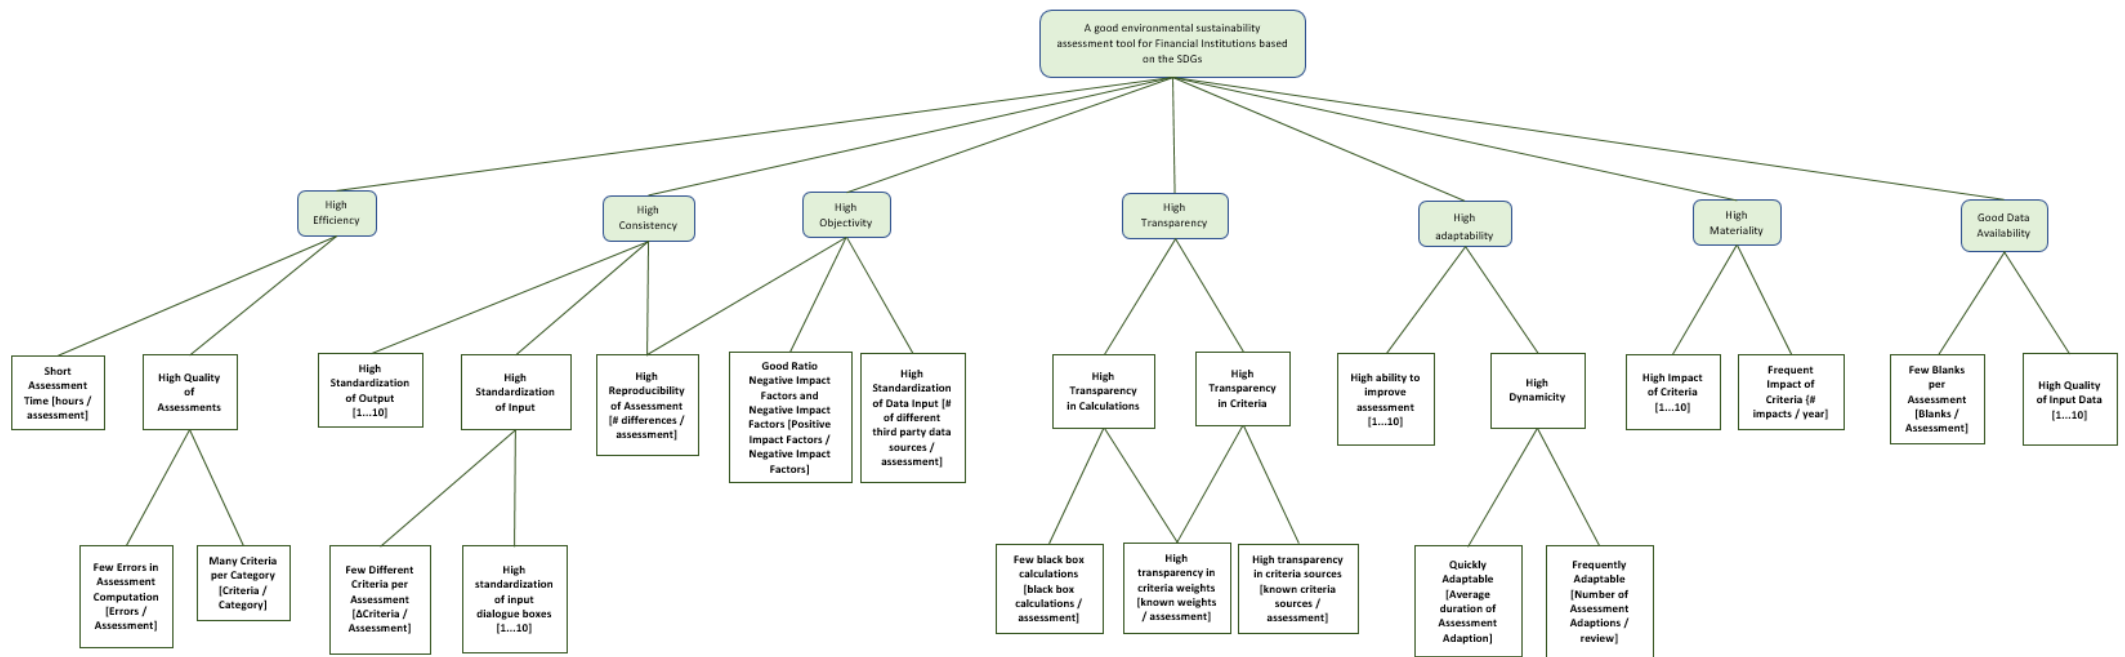 A good environmental sustainability
assessment tool for Financial Institutions based
on the SDGs
High
Efficiency
High
Consistency
High
Objectivity
High
Transparency
High
adaptability
High
Materiality
Good Data
Availability
Short
Assessment
Time [hours /
assessment]
High Quality
of
Assessments
High
Standardization
of Output
[1...10]
High
Standardization
of Input
High
Reproducibility
of Assessment
[# differences /
assessment]
Good Ratio
Negative Impact
Factors and
Negative Impact
Factors [Positive
Impact Factors /
Negative Impact
Factors]
High
Standardization
of Data Input [#
of different
third party data
sources /
assessment]
High
Transparency
in Calculations
High
Transparency
in Criteria
High ability to
improve
assessment
[1...10]
High
Dynamicity
High Impact
of Criteria
[1...10]
Frequent
Impact of
Criteria {#
impacts / year]
Few Blanks
per
Assessment
[Blanks /
Assessment]
High Quality
of Input Data
[1...10]
Few Errors in
Assessment
Computation
[Errors /
Assessment]
Many Criteria
per Category
[Criteria /
Category]
Few Different
Criteria per
Assessment
[ΔCriteria /
Assessment]
High
standardization
of input
dialogue boxes
[1...10]
Few black box
calculations
[black box
calculations /
assessment]
High
transparency in
criteria weights
[known weights
/ assessment]
High transparency
in criteria sources
[known criteria
sources /
assessment]
Quickly
Adaptable
[Average
duration of
Assessment
Adaption]
Frequently
Adaptable
[Number of
Assessment
Adaptions /
review]